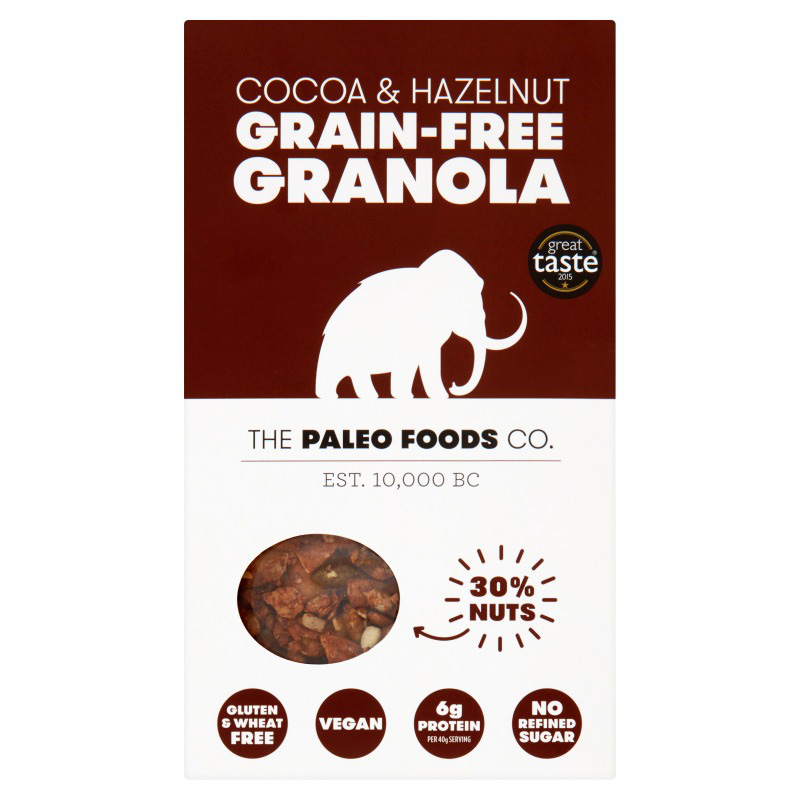 COCOA & HAZELNUT
GRAIN-FREE
GRANOLA
great
taste®
2015
THE PALEO FOODS CO.
EST. 10,000 BC
30%
NUTS
GLUTEN
& WHEAT
FREE
VEGAN
6g
PROTEIN
PER 40g SERVING
NO
REFINED
SUGAR